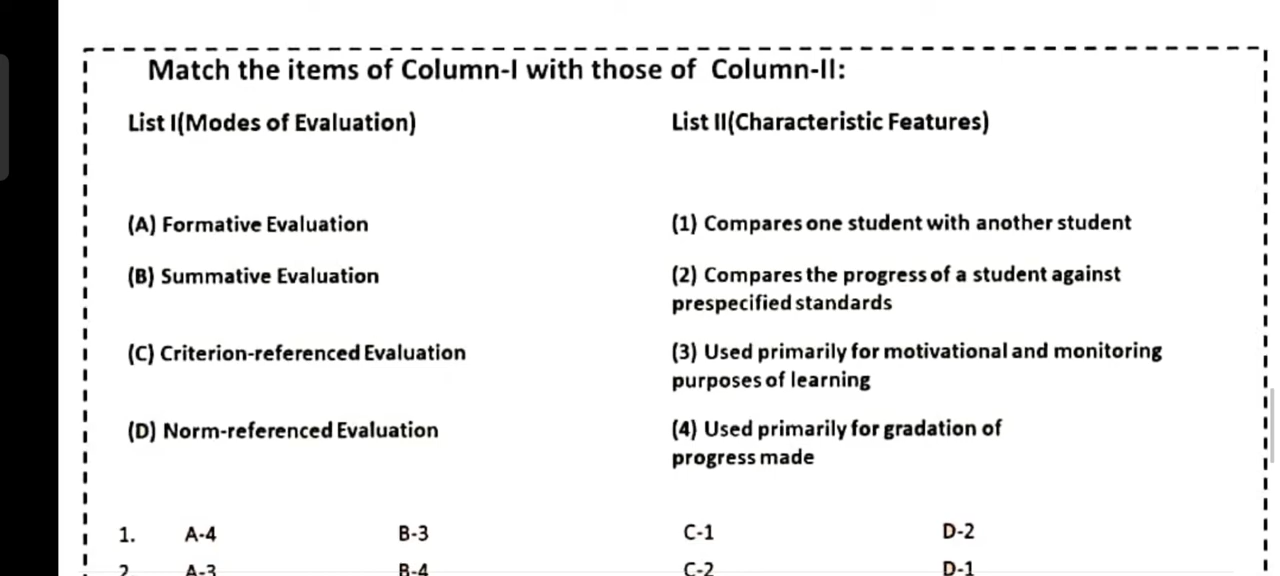 Match the items of Column-I with those of Column-II:
List I(Modes of Evaluation) List II(Characteristic Features)
(A) Formative Evaluation (1) Compares one student with another student
(B) Summative Evaluation (2) Compares the progress of a student against
prespecified standards
(C) Criterion-referenced Evaluation (3) Used primarily for motivational and monitoring
purposes of learning
(D) Norm-referenced Evaluation (4) Used primarily for gradation of
progress made
1. A-4 B-3 C-1 D-2
2. A-3 B-4 C-2 D-1